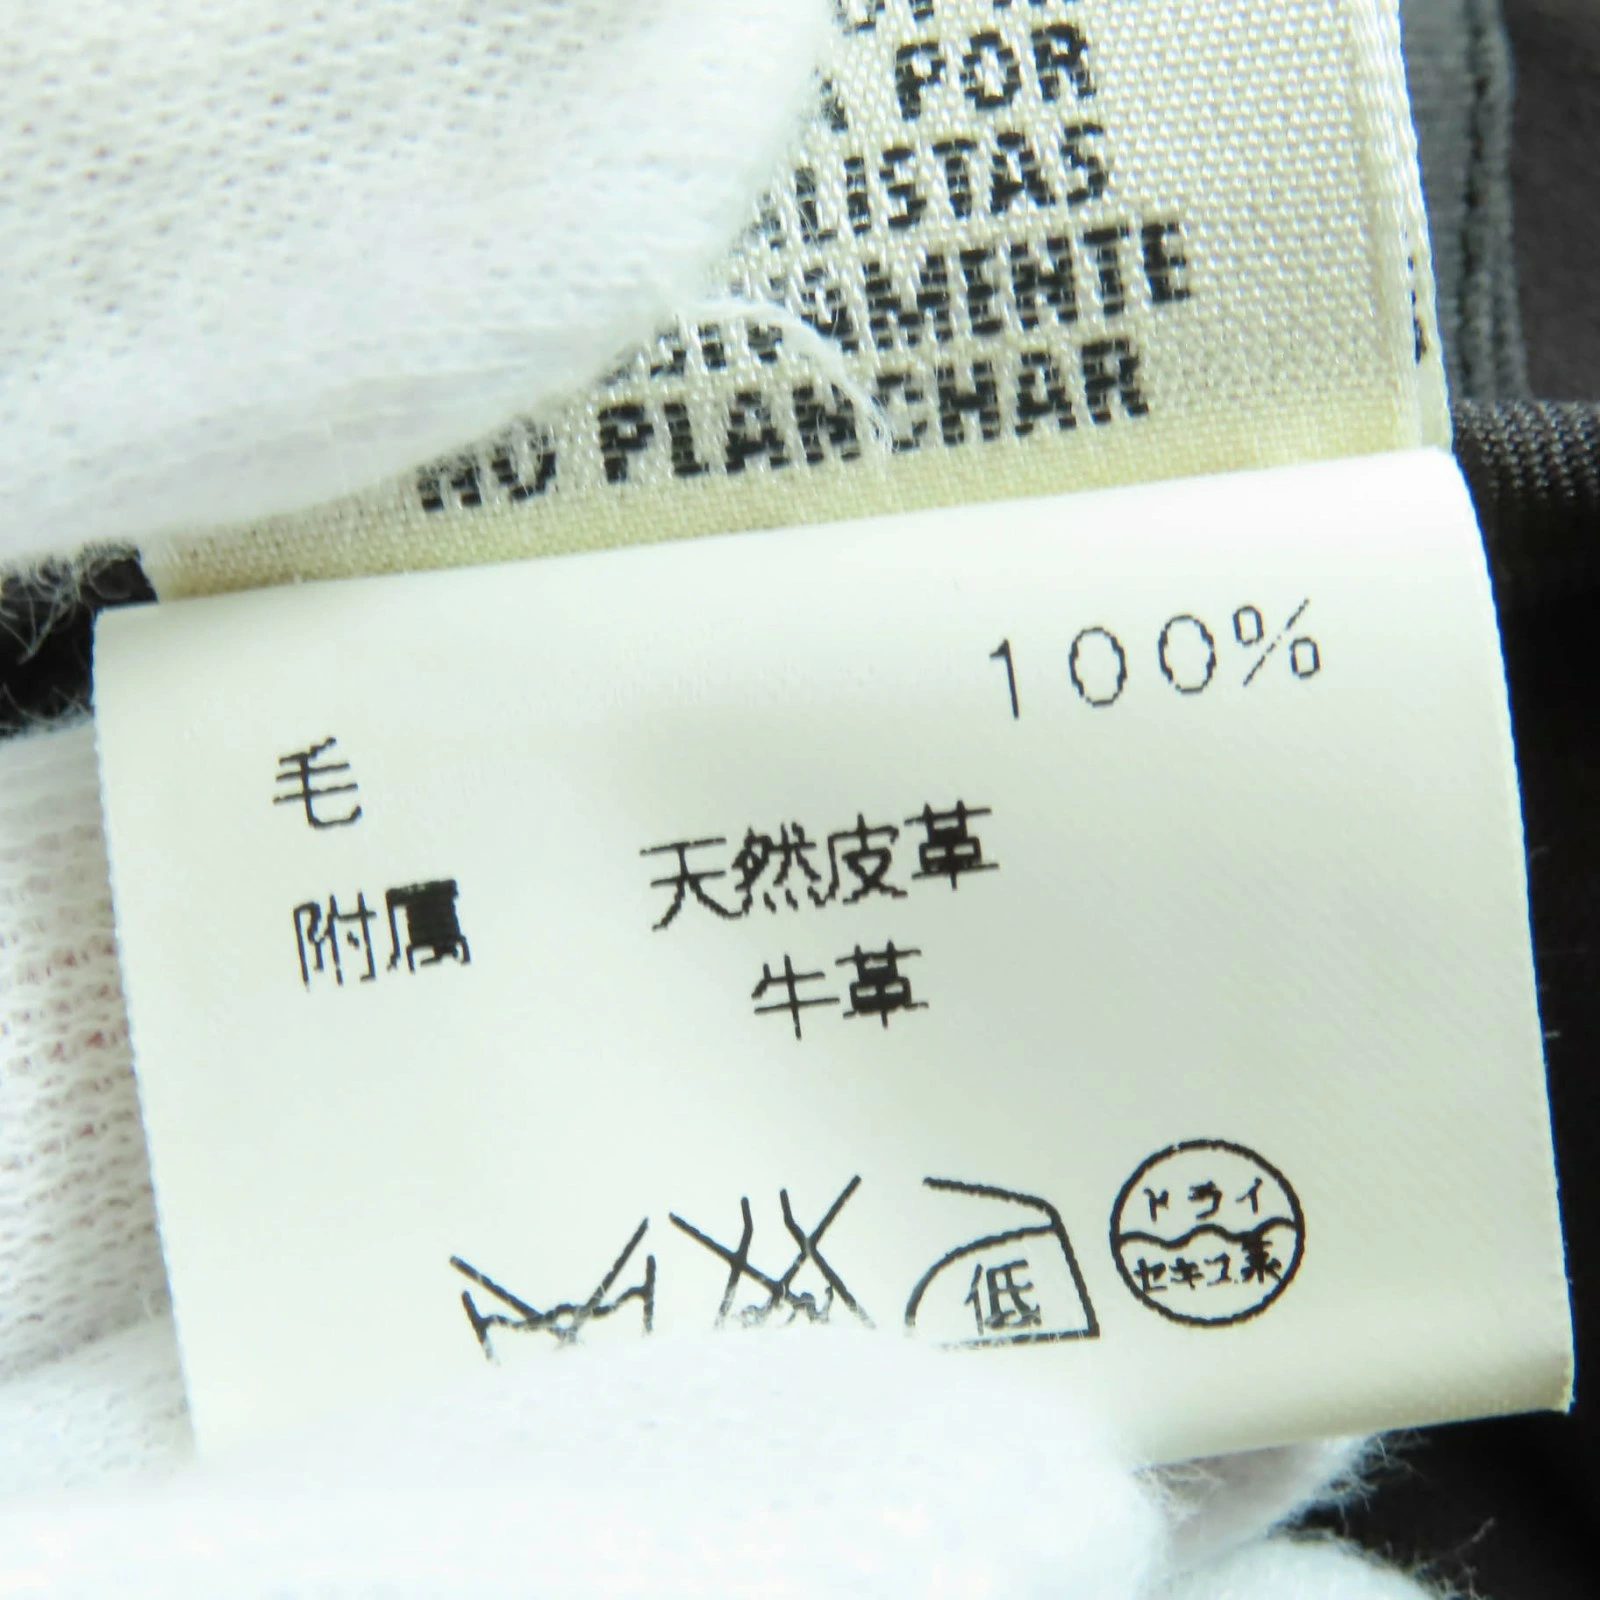 POR
LISTAS
MENTE
NO PLANCHAR
毛 100%
附属 天然皮革
牛革
低
ドライ
セキユ系